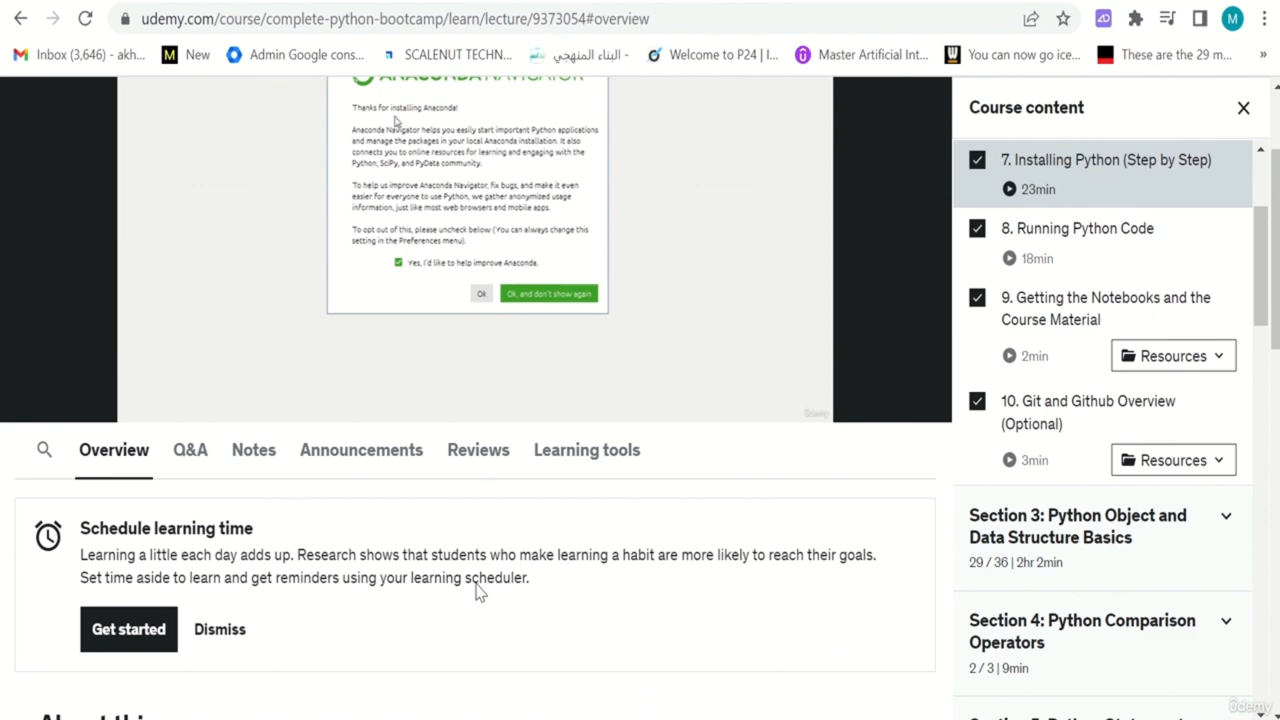 udemy.com/course/complete-python-bootcamp/learn/lecture/9373054#overview
M
Inbox (3,646) - akh...
M New
Admin Google cons...
SCALENUT TECHN...
البناء المنهجي - ...
Welcome to P24 | I...
Master Artificial Int...
You can now go ice...
These are the 29 m...
»
ANACONDA NAVIGATOR
Thanks for installing Anaconda!
Anaconda Navigator helps you easily start important Python applications
and manage the packages in your local Anaconda installation. It also
connects you to online resources for learning and engaging with the
Python, SciPy, and PyData community.
To help us improve Anaconda Navigator, fix bugs, and make it even
easier for everyone to use Python, we gather anonymized usage
information, just like most web browsers and mobile apps.
To opt out of this, please uncheck below (You can always change this
setting in the Preferences menu).
Yes, I'd like to help improve Anaconda.
Ok
Ok, and don't show again
Udemy
Overview
Q&A
Notes
Announcements
Reviews
Learning tools
Schedule learning time
Learning a little each day adds up. Research shows that students who make learning a habit are more likely to reach their goals.
Set time aside to learn and get reminders using your learning scheduler.
Get started
Dismiss
Course content
7. Installing Python (Step by Step)
23min
8. Running Python Code
18min
9. Getting the Notebooks and the
Course Material
2min
Resources
10. Git and Github Overview
(Optional)
3min
Resources
Section 3: Python Object and
Data Structure Basics
29 / 36 | 2hr 2min
Section 4: Python Comparison
Operators
2 / 3 | 9min
Udemy